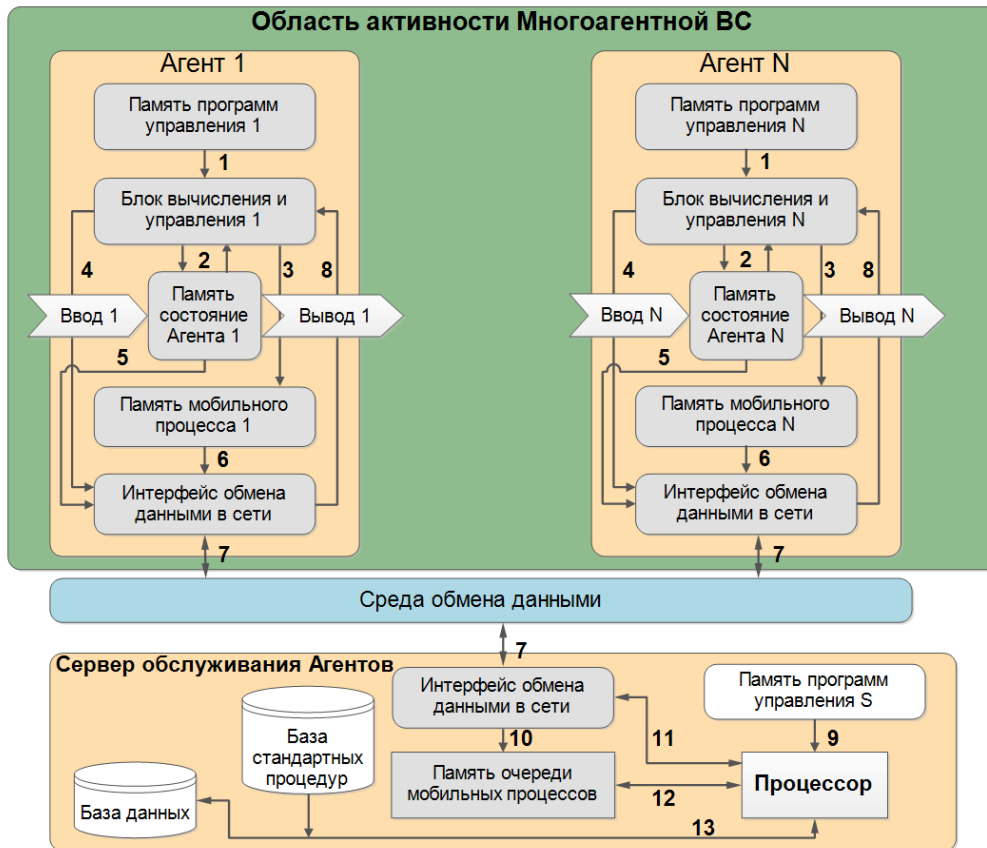 Область активности Многоагентной ВС
Агент 1
Память программ
управления 1
1
Блок вычисления и
управления 1
4
2
3
8
Ввод 1
Память
состояние
Агента 1
Вывод 1
5
Память мобильного
процесса 1
6
Интерфейс обмена
данными в сети
7
Агент N
Память программ
управления N
1
Блок вычисления и
управления N
4
2
3
8
Ввод N
Память
состояние
Агента N
Вывод N
5
Память мобильного
процесса N
6
Интерфейс обмена
данными в сети
7
Среда обмена данными
7
Сервер обслуживания Агентов
Интерфейс обмена
данными в сети
Память программ
управления S
База
стандартных
процедур
10
11
9
База данных
Память очереди
мобильных процессов
12
Процессор
13